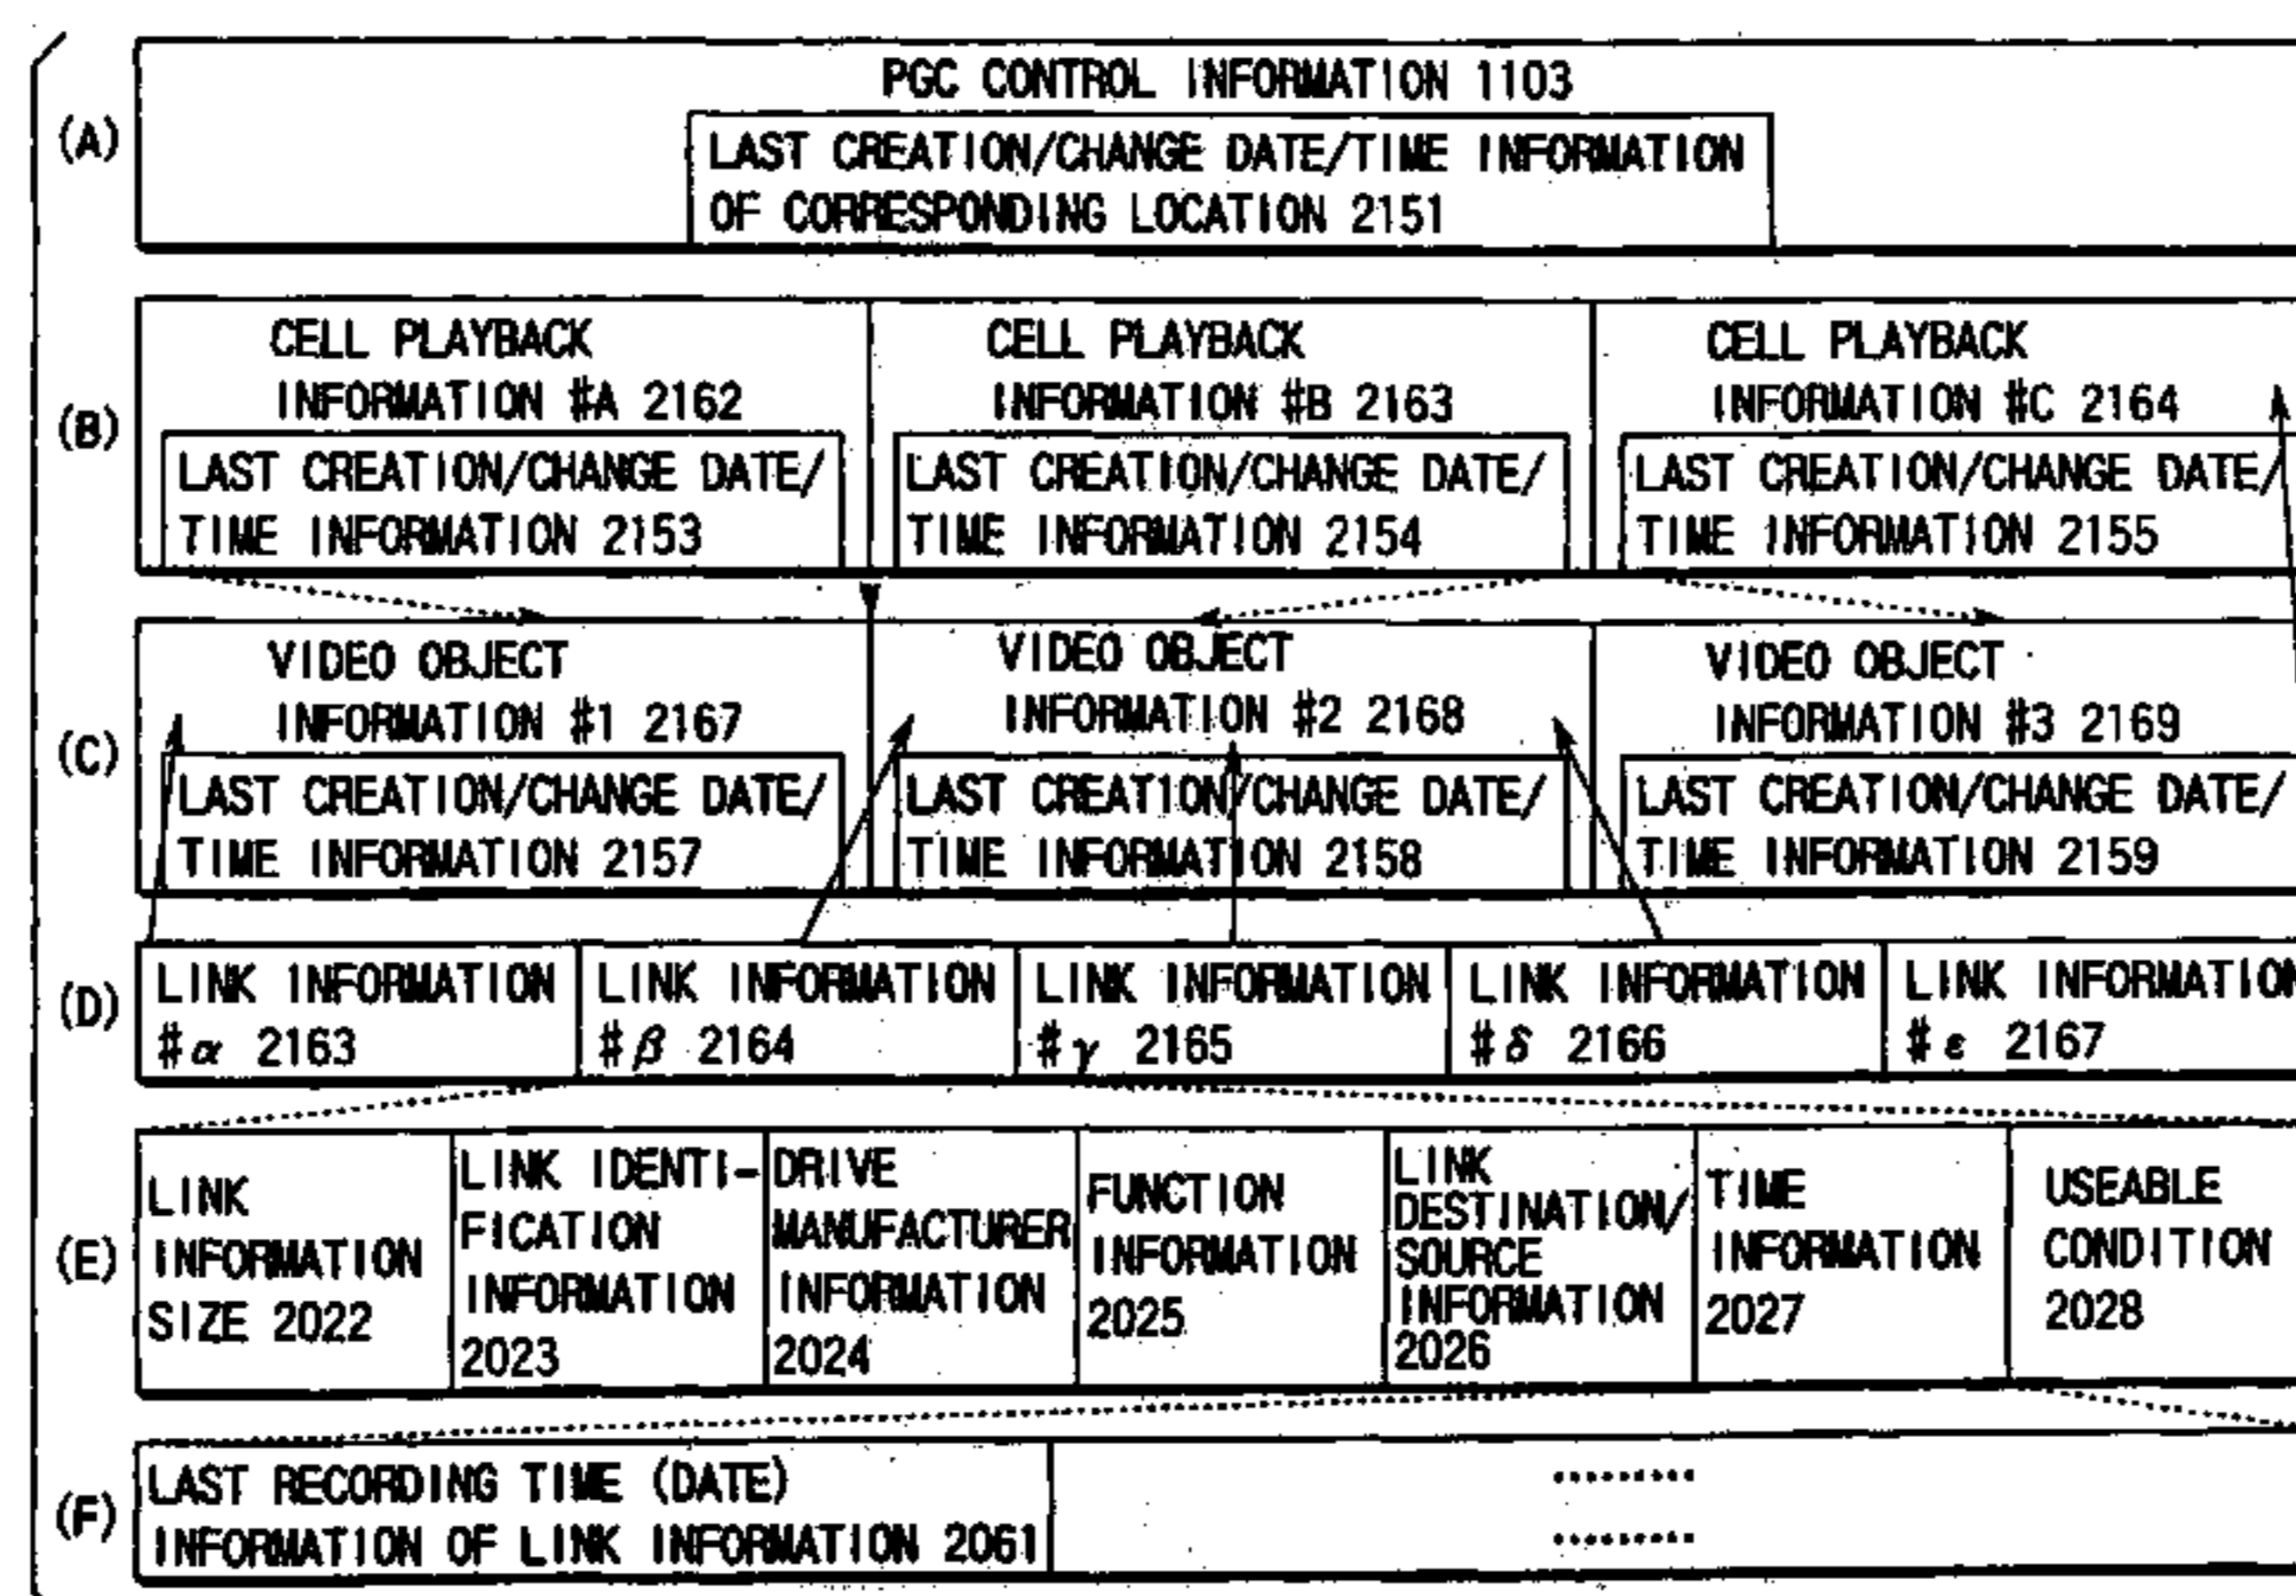 (A)
PGC CONTROL INFORMATION 1103
LAST CREATION/CHANGE DATE/TIME INFORMATION
OF CORRESPONDING LOCATION 2151
(B)
CELL PLAYBACK
INFORMATION #A 2162
LAST CREATION/CHANGE DATE/
TIME INFORMATION 2153
CELL PLAYBACK
INFORMATION #B 2163
LAST CREATION/CHANGE DATE/
TIME INFORMATION 2154
CELL PLAYBACK
INFORMATION #C 2164
LAST CREATION/CHANGE DATE/
TIME INFORMATION 2155
(C)
VIDEO OBJECT
INFORMATION #1 2167
LAST CREATION/CHANGE DATE/
TIME INFORMATION 2157
VIDEO OBJECT
INFORMATION #2 2168
LAST CREATION/CHANGE DATE/
TIME INFORMATION 2158
VIDEO OBJECT
INFORMATION #3 2169
LAST CREATION/CHANGE DATE/
TIME INFORMATION 2159
(D)
LINK INFORMATION
#α 2163
LINK INFORMATION
#β 2164
LINK INFORMATION
#γ 2165
LINK INFORMATION
#δ 2166
LINK INFORMATION
#ε 2167
(E)
LINK
INFORMATION
SIZE 2022
LINK IDENTI-
FICATION
INFORMATION
2023
DRIVE
MANUFACTURER
INFORMATION
2024
FUNCTION
INFORMATION
2025
LINK
DESTINATION/
SOURCE
INFORMATION
2026
TIME
INFORMATION
2027
USEABLE
CONDITION
2028
(F)
LAST RECORDING TIME (DATE)
INFORMATION OF LINK INFORMATION 2061